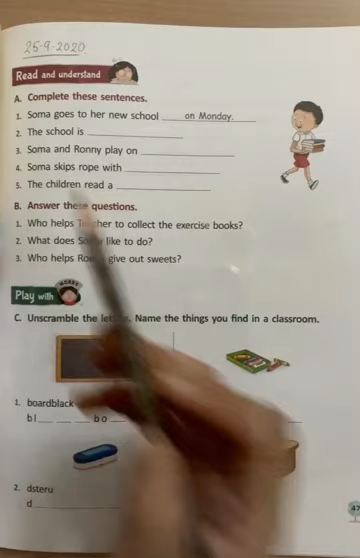 25-9-2020
Read and understand
A. Complete these sentences.
1. Soma goes to her new school on Monday.
2. The school is
3. Soma and Ronny play on
4. Soma skips rope with
5. The children read a
B. Answer these questions.
1. Who helps to collect the exercise books?
2. What does like to do?
3. Who helps give out sweets?
Play with WORDS
C. Unscramble the Name the things you find in a classroom.
1. boardblack
bl__ __ __ bo
2. dsteru
d
47